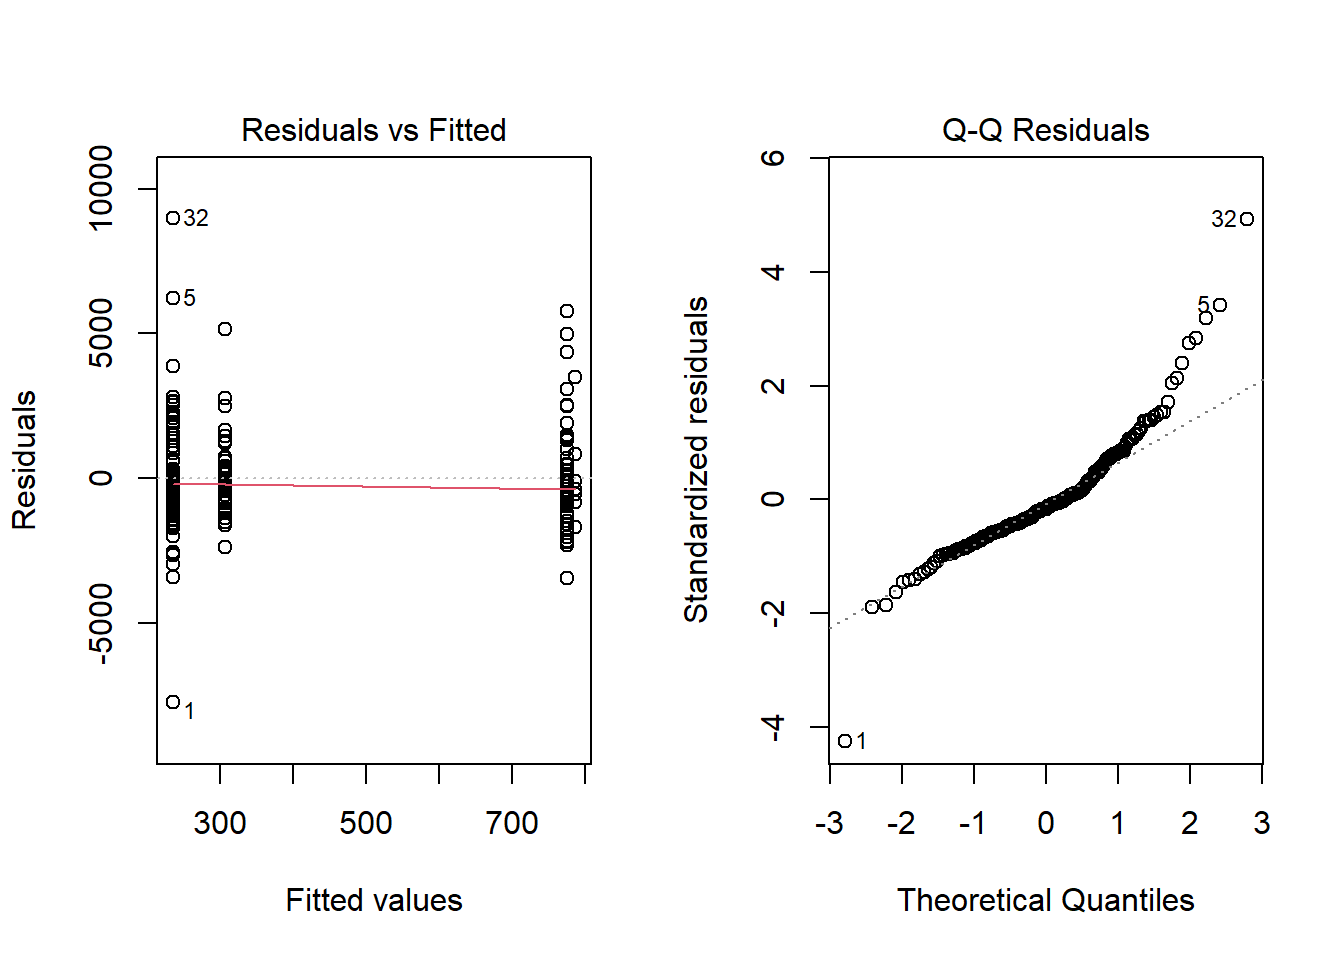 Residuals vs Fitted
Residuals
10000
5000
0
-5000
32
5
1
300 500 700
Fitted values
Q-Q Residuals
Standardized residuals
6
4
2
0
-2
-4
32
5
1
-3 -2 -1 0 1 2 3
Theoretical Quantiles